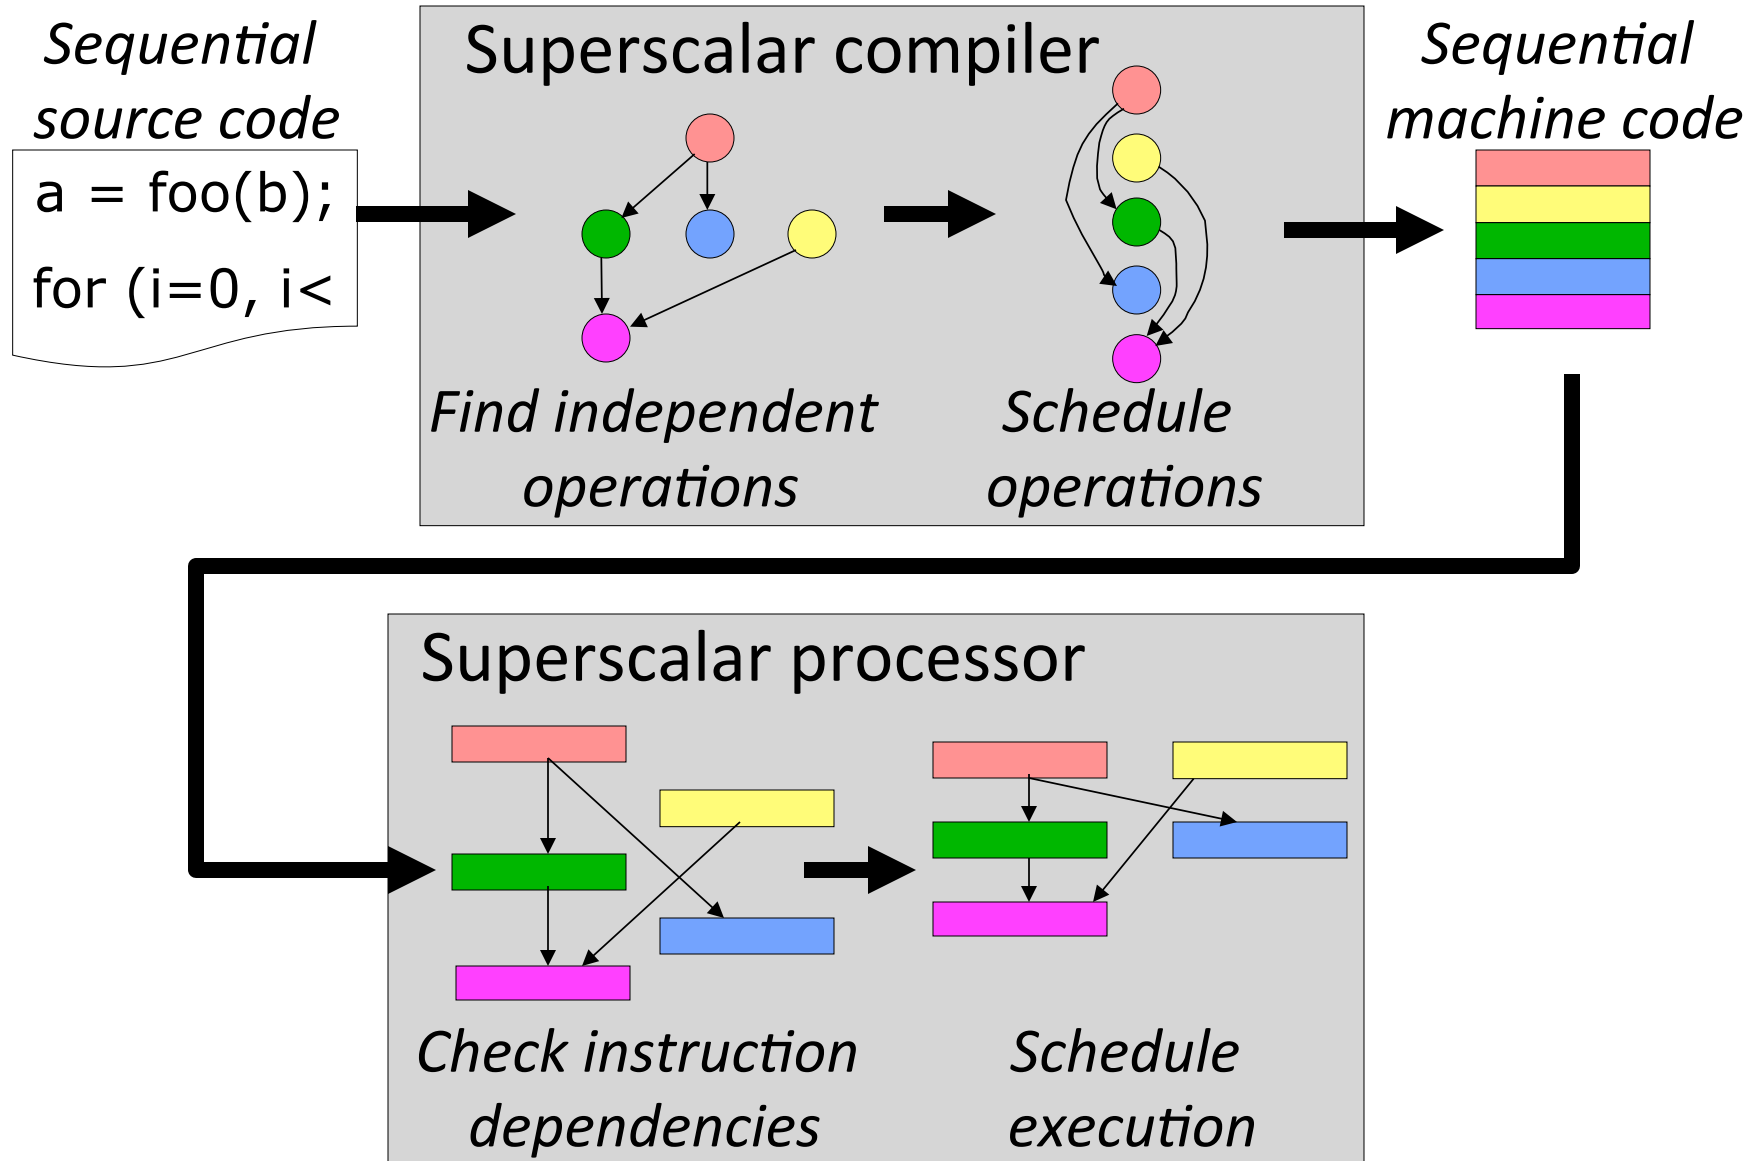 Sequential
source code
a = foo(b);
for (i=0, i<
Superscalar compiler
Find independent
operations
Schedule
operations
Sequential
machine code
Superscalar processor
Check instruction
dependencies
Schedule
execution